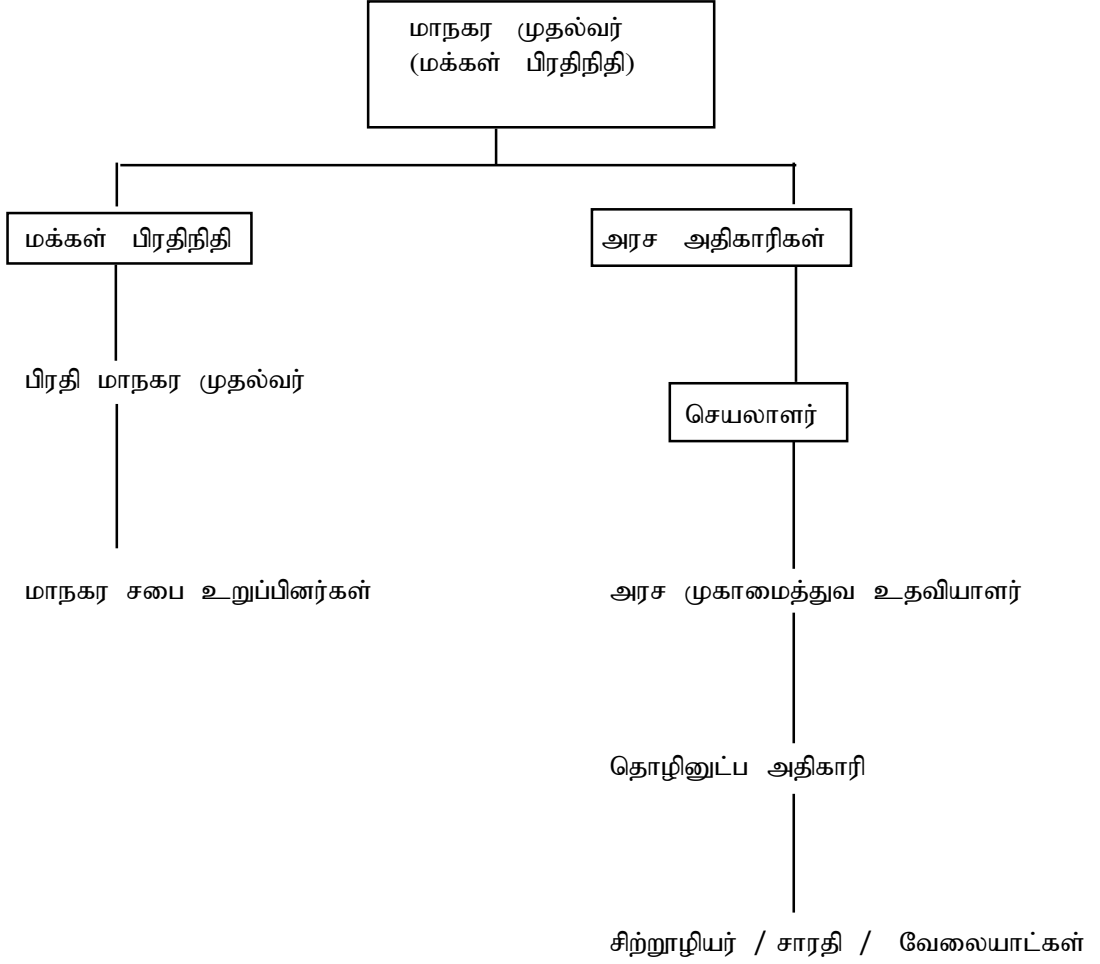 மாநகர முதல்வர்
(மக்கள் பிரதிநிதி)
மக்கள் பிரதிநிதி
அரச அதிகாரிகள்
பிரதி மாநகர முதல்வர்
செயலாளர்
மாநகர சபை உறுப்பினர்கள்
அரச முகாமைத்துவ உதவியாளர்
தொழினுட்ப அதிகாரி
சிற்றூழியர் / சாரதி / வேலையாட்கள்